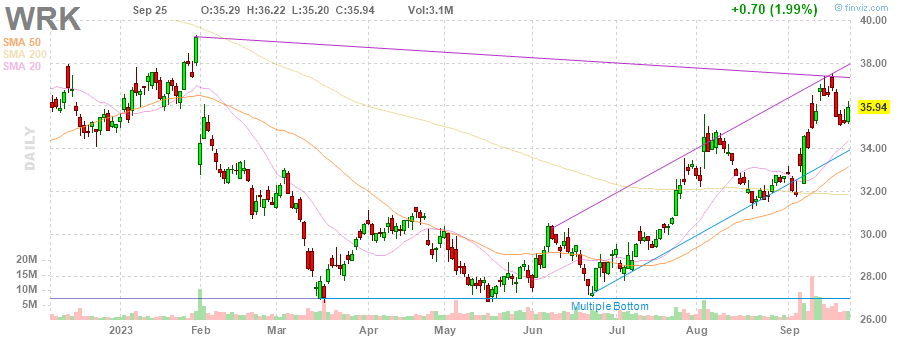 WRK
Sep 25 O:35.29 H:36.22 L:35.20 C:35.94 Vol:3.1M +0.70 (1.99%)
© finviz.com
SMA 50
SMA 200
SMA 20
DAILY
40.00
38.00
35.94
34.00
32.00
30.00
28.00
26.00
20M
15M
10M
5M
Multiple Bottom
2023 Feb Mar Apr May Jun Jul Aug Sep